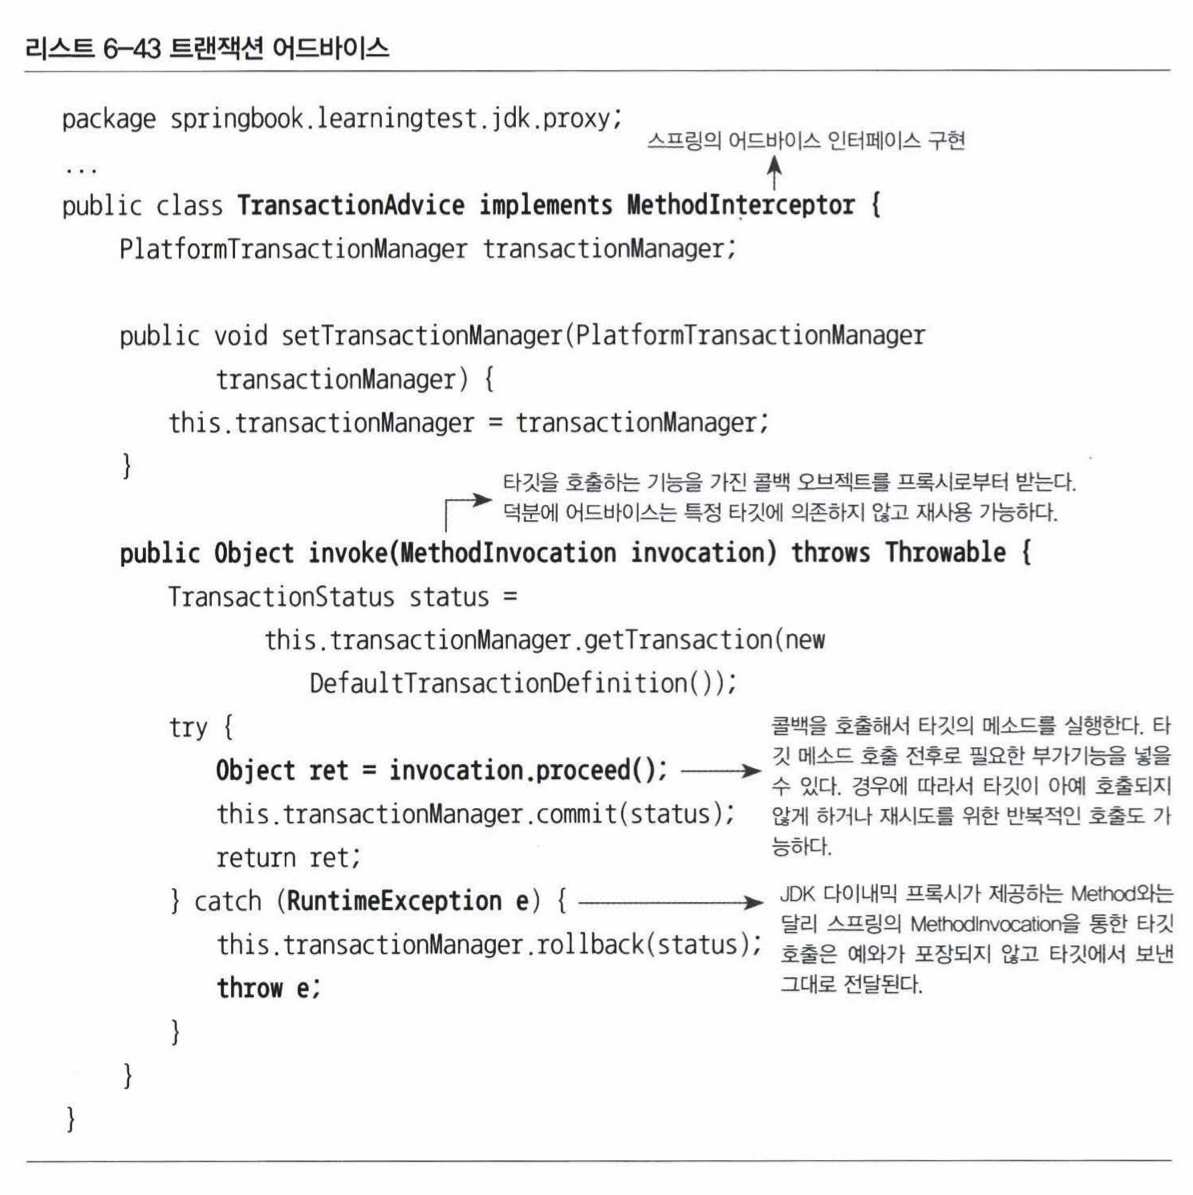 리스트 6–43 트랜잭션 어드바이스
package springbook.learningtest.jdk.proxy;
스프링의 어드바이스 인터페이스 구현
...
public class TransactionAdvice implements MethodInterceptor {
PlatformTransactionManager transactionManager;
public void setTransactionManager(PlatformTransactionManager
transactionManager) {
this.transactionManager = transactionManager;
}
타깃을 호출하는 기능을 가진 콜백 오브젝트를 프록시로부터 받는다.
덕분에 어드바이스는 특정 타깃에 의존하지 않고 재사용 가능하다.
public Object invoke(MethodInvocation invocation) throws Throwable {
TransactionStatus status =
this.transactionManager.getTransaction(new
DefaultTransactionDefinition());
try {
Object ret = invocation.proceed();
this.transactionManager.commit(status);
return ret;
콜백을 호출해서 타깃의 메소드를 실행한다. 타
깃 메소드 호출 전후로 필요한 부가기능을 넣을
수 있다. 경우에 따라서 타깃이 아예 호출되지
않게 하거나 재시도를 위한 반복적인 호출도 가
능하다.
} catch (RuntimeException e) {
this.transactionManager.rollback(status);
throw e;
JDK 다이내믹 프록시가 제공하는 Method와는
달리 스프링의 MethodInvocation을 통한 타깃
호출은 예와가 포장되지 않고 타깃에서 보낸
그대로 전달된다.
}
}
}